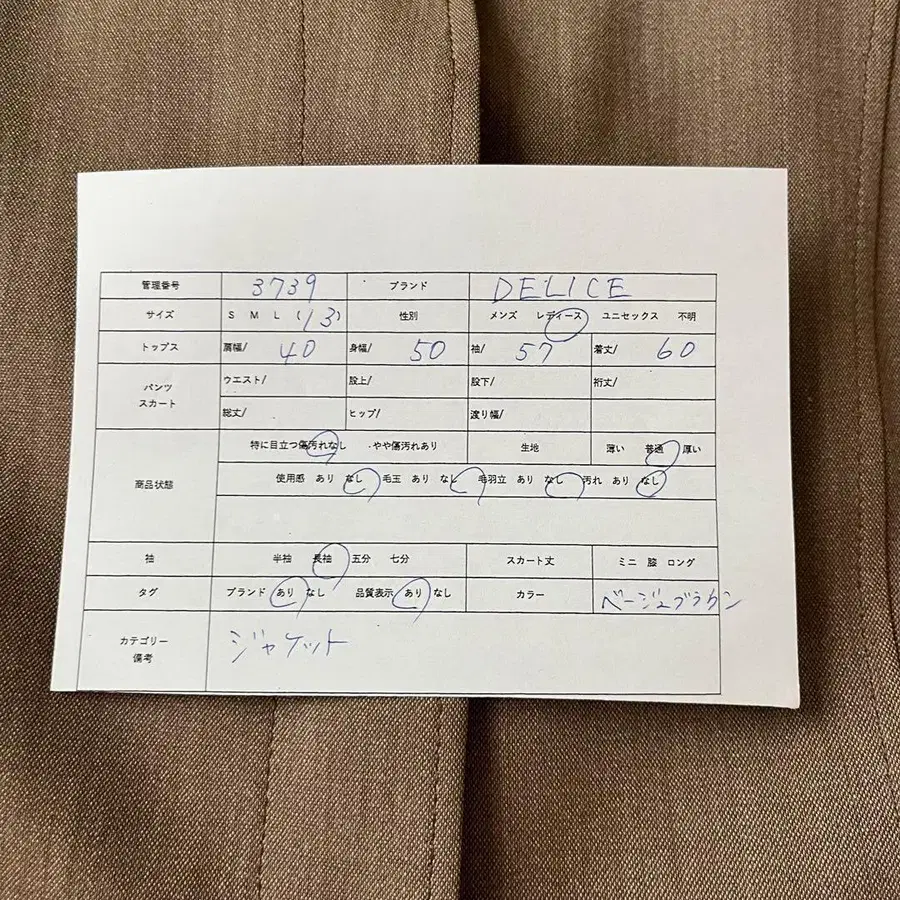 管理番号 3739 ブランド DELICE
サイズ S M L (13) 性別 メンズ レディース ユニセックス 不明
トップス 肩幅/ 40 身幅/ 50 袖/ 57 着丈/ 60
パンツ スカート ウエスト/ 股上/ 股下/ 裄丈/
総丈/ ヒップ/ 渡り幅/
商品状態 特に目立つ傷汚れなし ・やや傷汚れあり 生地 薄い 普通 厚い
使用感 あり なし 毛玉 あり なし 毛羽立 あり なし 汚れ あり なし
袖 半袖 長袖 五分 七分 スカート丈 ミニ 膝 ロング
タグ ブランド あり なし 品質表示 あり なし カラー ベージュブラウン
カテゴリー 備考 ジャケット